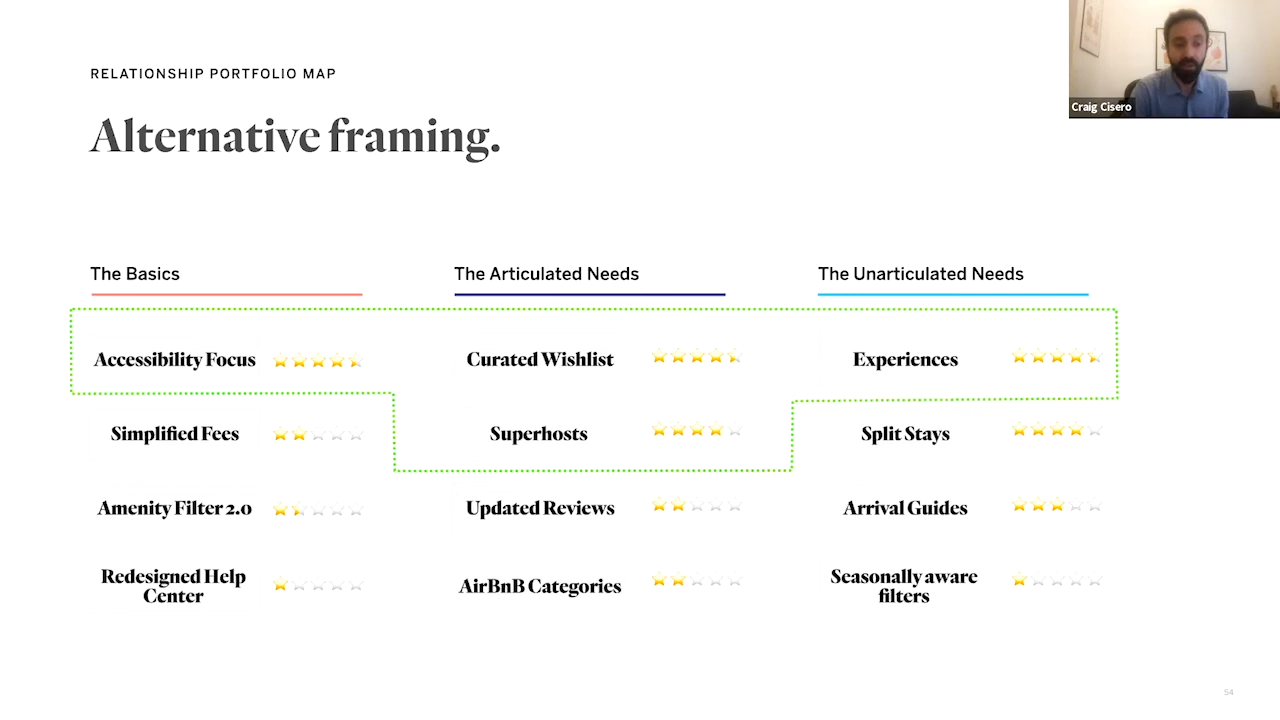 RELATIONSHIP PORTFOLIO MAP
Alternative framing.
Craig Cisero
The Basics
The Articulated Needs
The Unarticulated Needs
Accessibility Focus
Curated Wishlist
Experiences
Simplified Fees
Superhosts
Split Stays
Amenity Filter 2.0
Updated Reviews
Arrival Guides
Redesigned Help
Center
AirBnB Categories
Seasonally aware
filters
54